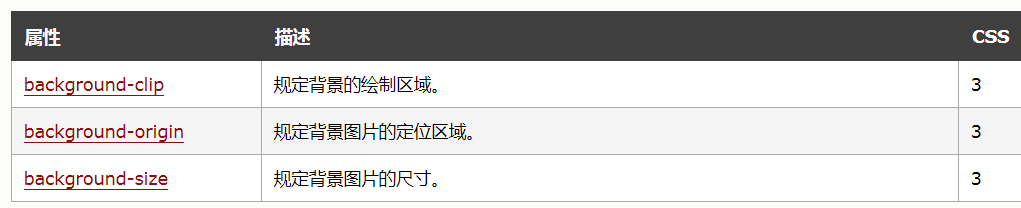 属性 描述 CSS
background-clip 规定背景的绘制区域。 3
background-origin 规定背景图片的定位区域。 3
background-size 规定背景图片的尺寸。 3